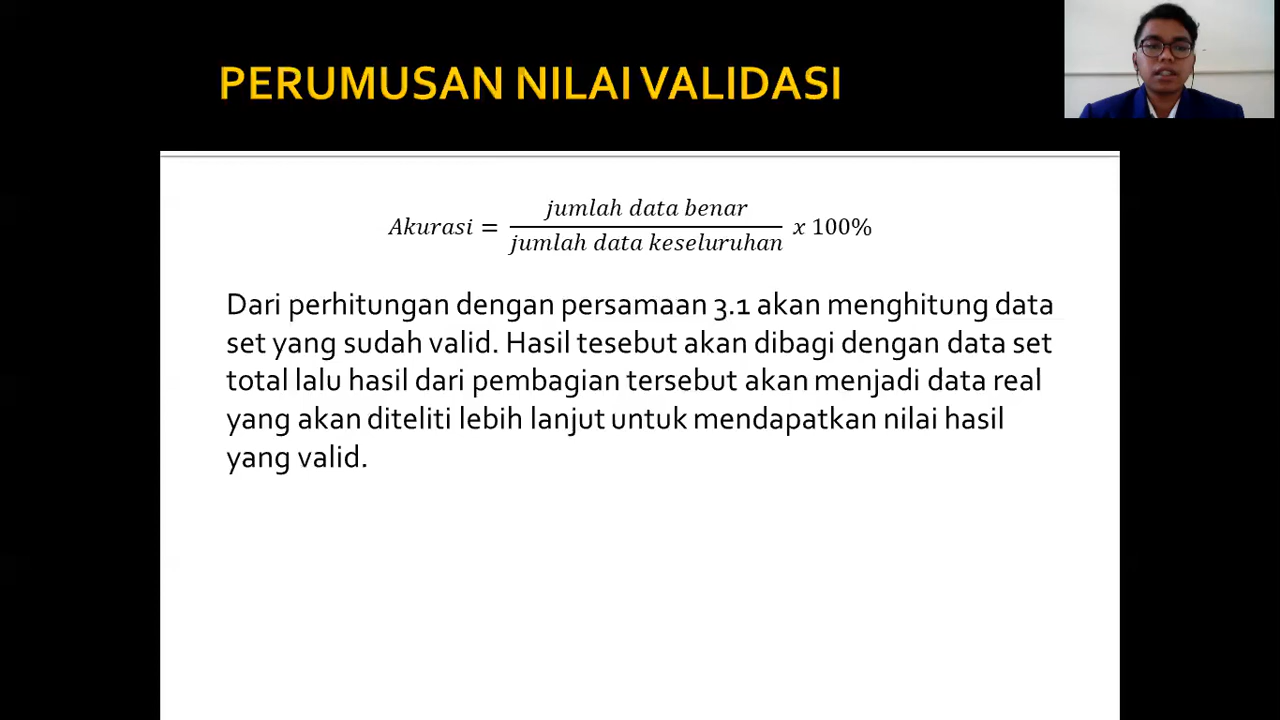 PERUMUSAN NILAI VALIDASI
Akurasi = jumlah data benar / jumlah data keseluruhan x 100%
Dari perhitungan dengan persamaan 3.1 akan menghitung data
set yang sudah valid. Hasil tesebut akan dibagi dengan data set
total lalu hasil dari pembagian tersebut akan menjadi data real
yang akan diteliti lebih lanjut untuk mendapatkan nilai hasil
yang valid.